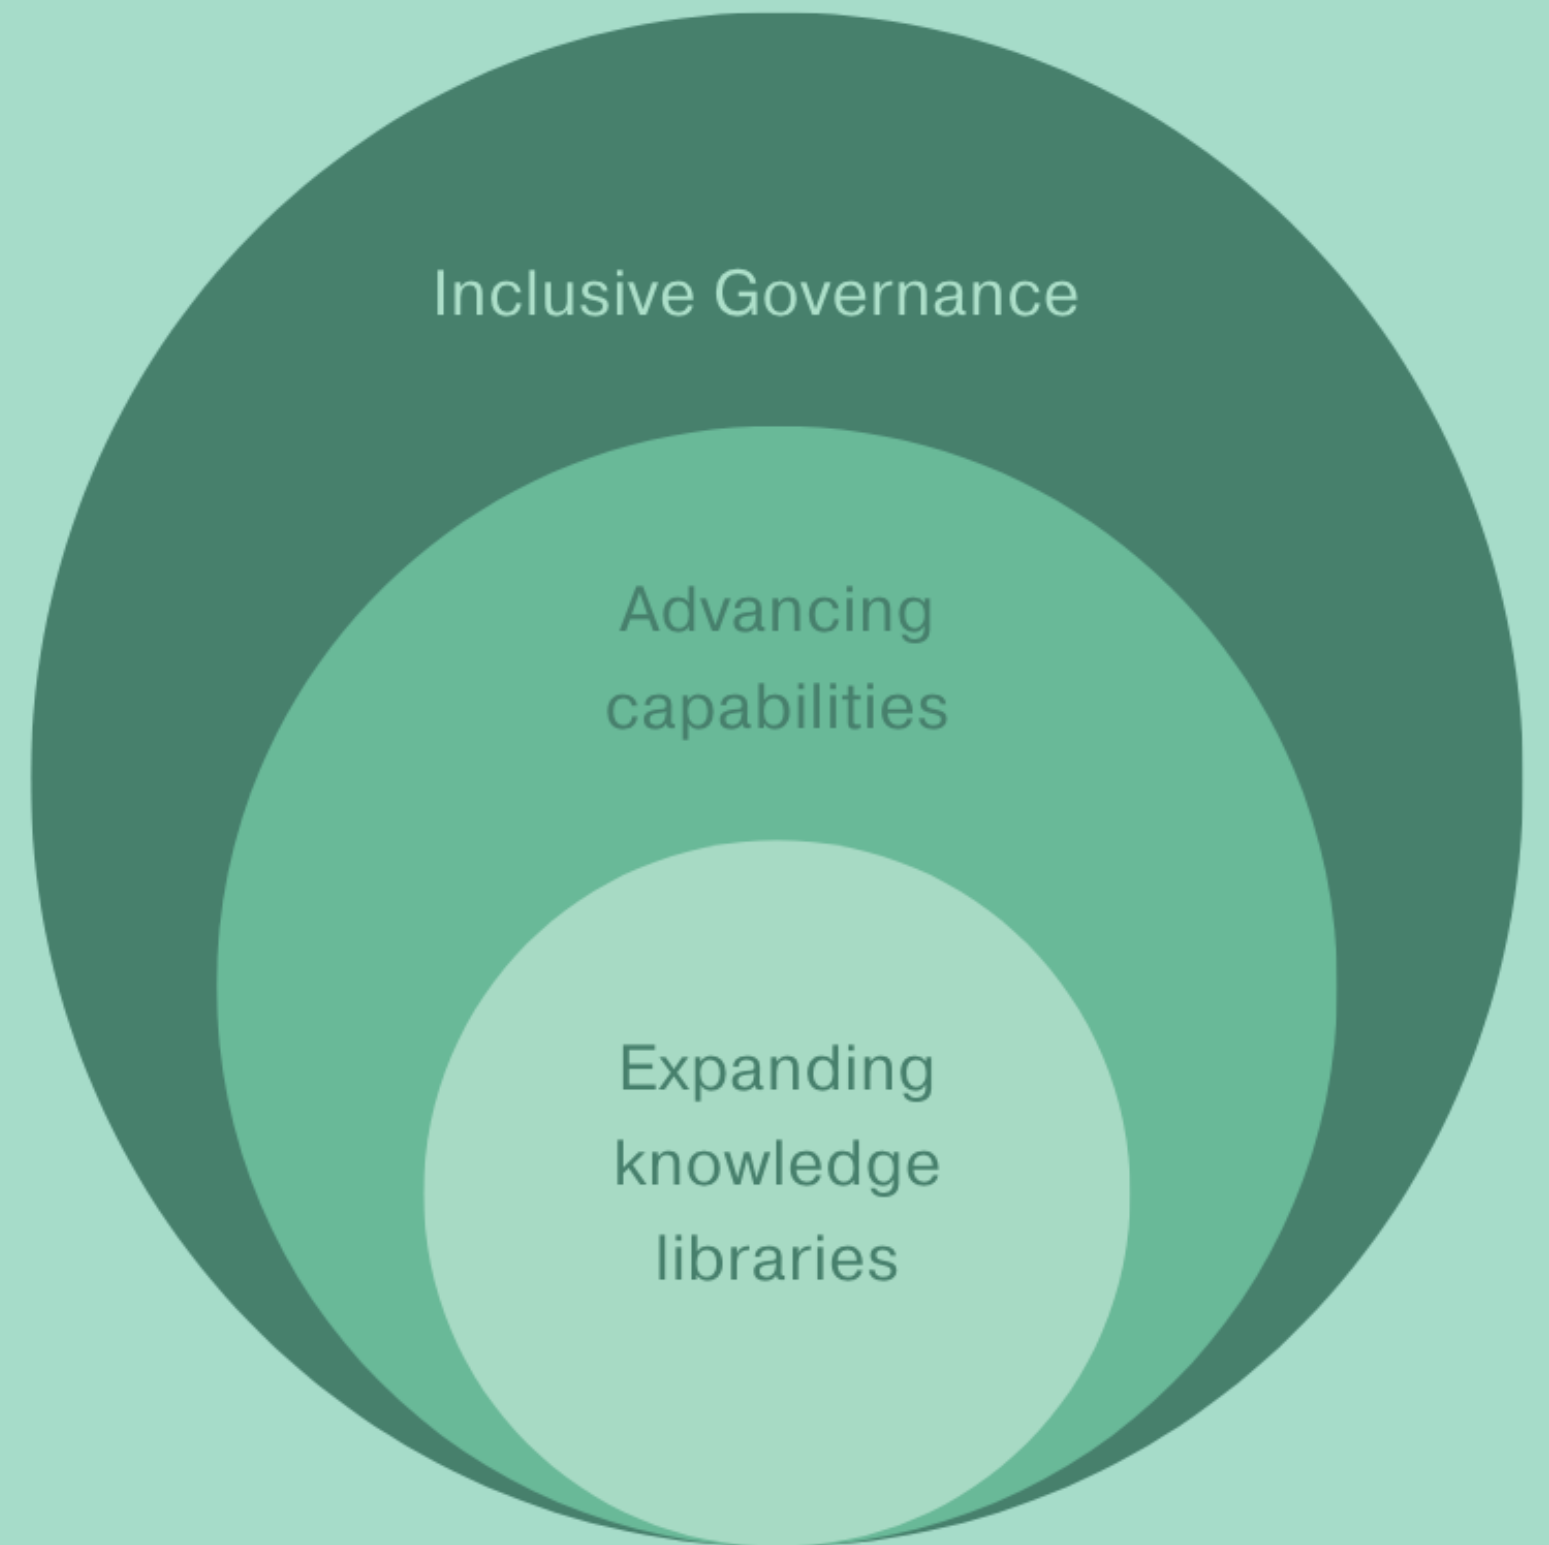 Inclusive Governance
Advancing
capabilities
Expanding
knowledge
libraries